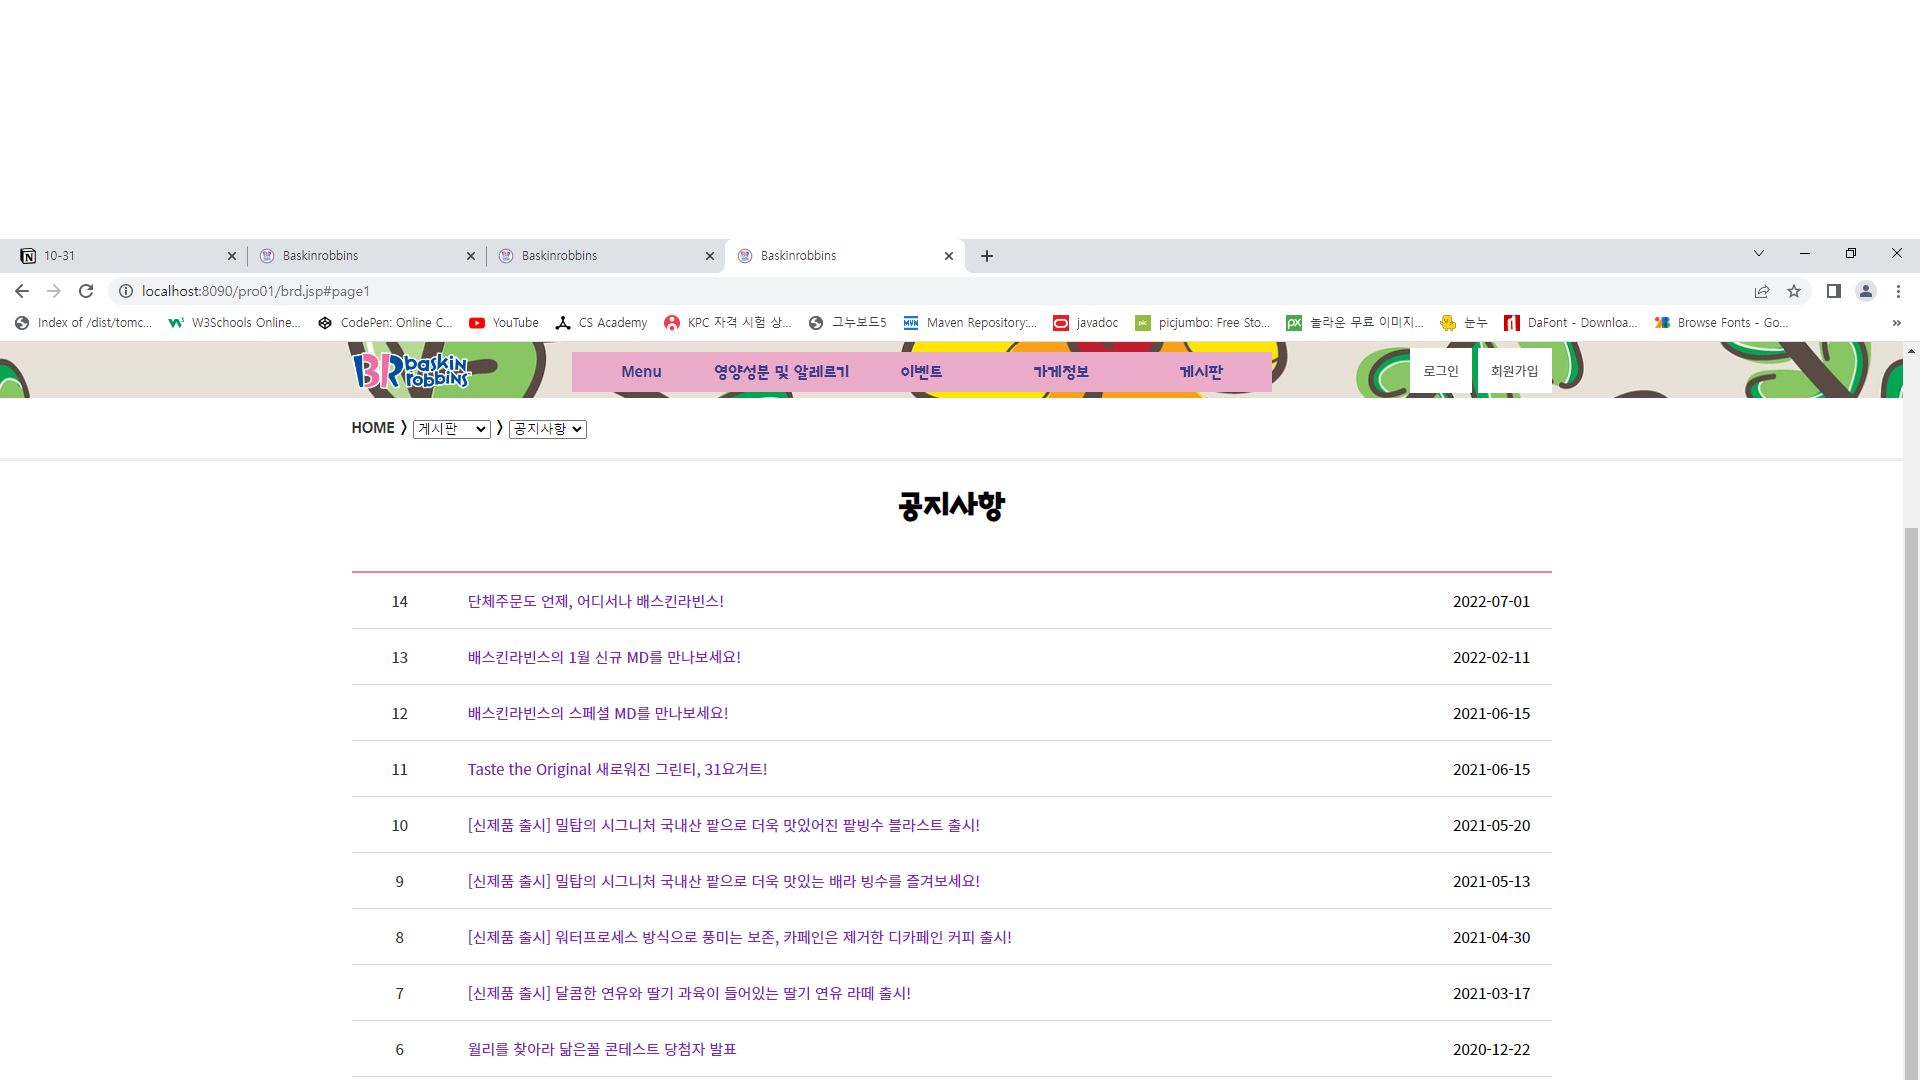 10-31 Baskinrobbins Baskinrobbins Baskinrobbins
localhost:8090/pro01/brd.jsp#page1
Index of /dist/tomc... W3Schools Online... CodePen: Online C... YouTube CS Academy KPC 자격 시험 상... 그누보드5 Maven Repository:... javadoc picjumbo: Free Sto... 놀라운 무료 이미지... 눈누 DaFont - Downloa... Browse Fonts - Go... »
BR baskin robbins Menu 영양성분 및 알레르기 이벤트 가게정보 게시판 로그인 회원가입
HOME 》 게시판 》 공지사항
공지사항
14 단체주문도 언제, 어디서나 배스킨라빈스! 2022-07-01
13 배스킨라빈스의 1월 신규 MD를 만나보세요! 2022-02-11
12 배스킨라빈스의 스페셜 MD를 만나보세요! 2021-06-15
11 Taste the Original 새로워진 그린티, 31요거트! 2021-06-15
10 [신제품 출시] 밀탑의 시그니처 국내산 팥으로 더욱 맛있어진 팥빙수 블라스트 출시! 2021-05-20
9 [신제품 출시] 밀탑의 시그니처 국내산 팥으로 더욱 맛있는 배라 빙수를 즐겨보세요! 2021-05-13
8 [신제품 출시] 워터프로세스 방식으로 풍미는 보존, 카페인은 제거한 디카페인 커피 출시! 2021-04-30
7 [신제품 출시] 달콤한 연유와 딸기 과육이 들어있는 딸기 연유 라떼 출시! 2021-03-17
6 월리를 찾아라 닮은꼴 콘테스트 당첨자 발표 2020-12-22